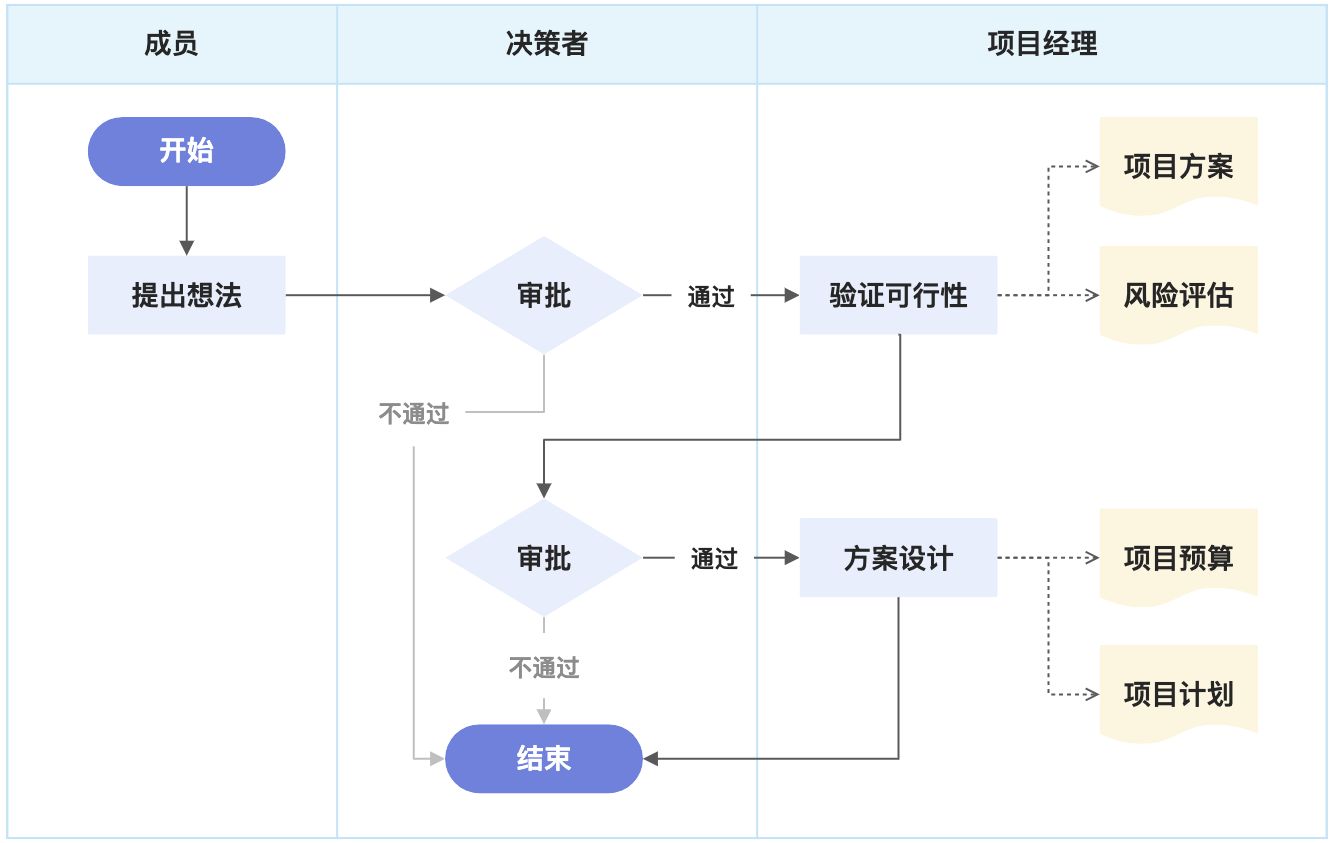 成员
决策者
项目经理
开始
项目方案
提出想法
审批
通过
验证可行性
风险评估
不通过
审批
通过
方案设计
项目预算
不通过
项目计划
结束